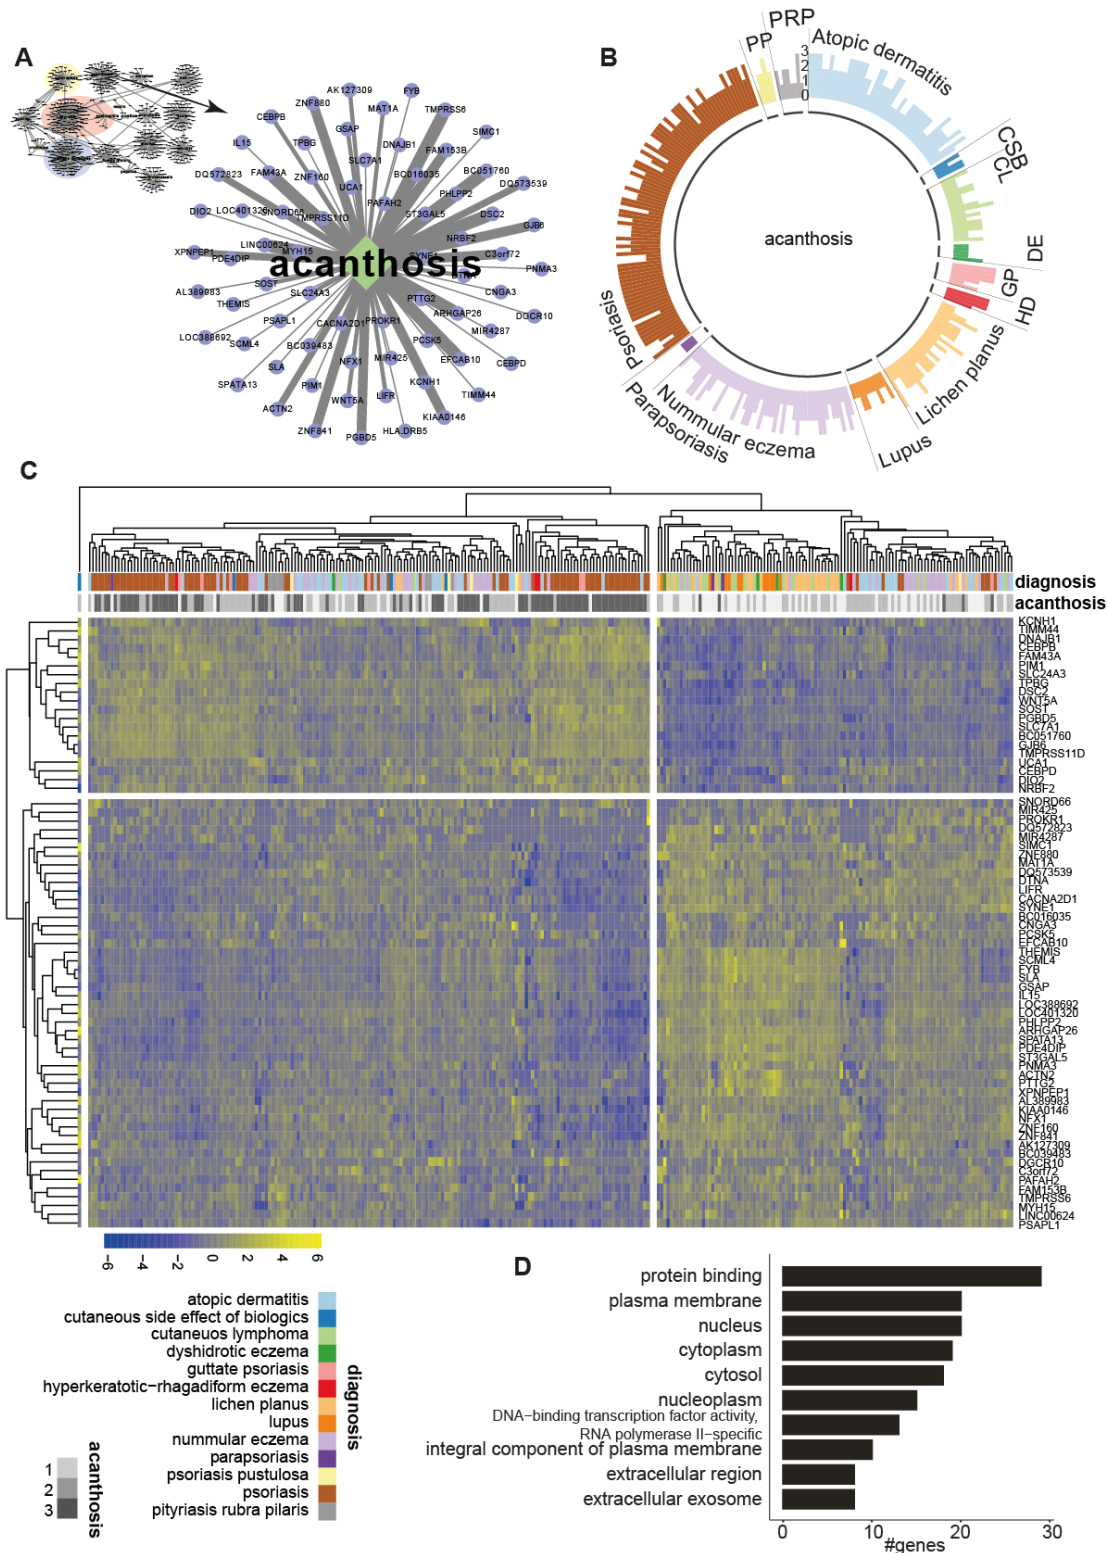 A
AK127309
FYB
ZNF880
MAT1A
TMPRSS6
CEBPB
GSAP
SIMC1
IL15
TPBG
DNAJB1
FAM153B
SLC7A1
DQ572823
FAM43A
ZNF160
UCA1
BC016035
BC051760
DQ573539
PHLPP2
PAFAH2
DIO2
LOC401320
SNORD66
TMPRSS11D
ST3GAL5
DSC2
GJB6
NRBF2
XPNPEP1
PDE4DIP
LINC00624
MYH15
SYNE1
C3orf72
acanthosis
DTNA
PNMA3
AL389983
SOST
SLC24A3
CNGA3
THEMIS
PTTG2
ARHGAP26
DGCR10
PSAPL1
CACNA2D1
PROKR1
MIR4287
LOC388692
SCML4
BC039483
PCSK5
SLA
NFX1
MIR425
EFCAB10
CEBPD
SPATA13
PIM1
KCNH1
ACTN2
WNT5A
LIFR
TIMM44
ZNF841
PGBD5
HLA.DRB5
KIAA0146
B
PP
PRP
3
2
1
0
Atopic dermatitis
CSB
CL
DE
GP
HD
Lichen planus
Lupus
Nummular eczema
Parapsoriasis
Psoriasis
acanthosis
C
diagnosis
acanthosis
KCNH1
TIMM44
DNAJB1
CEBPB
FAM43A
PIM1
SLC24A3
TPBG
DSC2
WNT5A
SOST
PGBD5
SLC7A1
BC051760
GJB6
TMPRSS11D
UCA1
CEBPD
DIO2
NRBF2
SNORD66
MIR425
PROKR1
DQ572823
MIR4287
SIMC1
ZNF880
MAT1A
DQ573539
DTNA
LIFR
CACNA2D1
SYNE1
BC016035
CNGA3
PCSK5
EFCAB10
THEMIS
SCML4
FYB
SLA
GSAP
IL15
LOC388692
LOC401320
PHLPP2
ARHGAP26
SPATA13
PDE4DIP
ST3GAL5
PNMA3
ACTN2
PTTG2
XPNPEP1
AL389983
KIAA0146
NFX1
ZNF160
ZNF841
AK127309
BC039483
DGCR10
C3orf72
PAFAH2
FAM153B
TMPRSS6
MYH15
LINC00624
PSAPL1
−6
−4
−2
0
2
4
6
atopic dermatitis
cutaneous side effect of biologics
cutaneuos lymphoma
dyshidrotic eczema
guttate psoriasis
hyperkeratotic−rhagadiform eczema
lichen planus
lupus
nummular eczema
parapsoriasis
psoriasis pustulosa
psoriasis
pityriasis rubra pilaris
diagnosis
1
2
3
acanthosis
D
protein binding
plasma membrane
nucleus
cytoplasm
cytosol
nucleoplasm
DNA−binding transcription factor activity,
RNA polymerase II−specific
integral component of plasma membrane
extracellular region
extracellular exosome
0
10
20
30
#genes